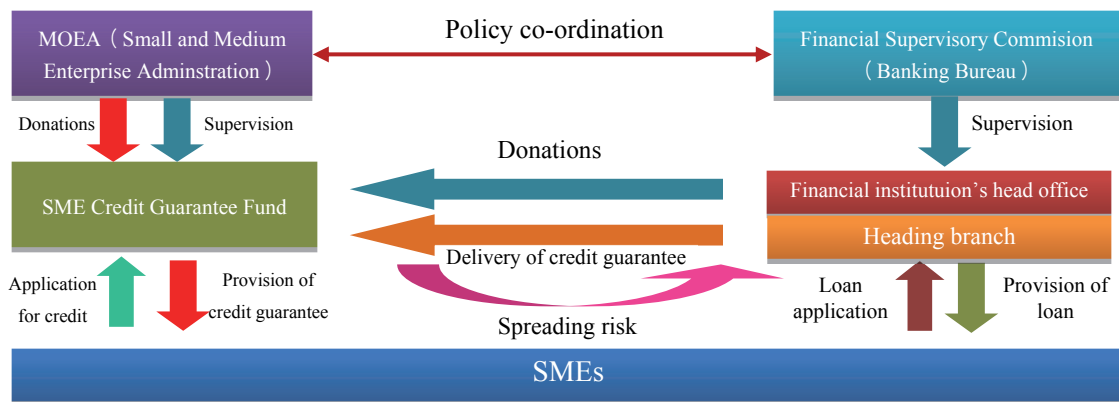 MOEA（Small and Medium
Enterprise Adminstration）
Policy co-ordination
Financial Supervisory Commision
（Banking Bureau）
Donations
Supervision
Supervision
Donations
SME Credit Guarantee Fund
Financial institutuion’s head office
Heading branch
Delivery of credit guarantee
Application
for credit
Provision of
credit guarantee
Spreading risk
Loan
application
Provision of
loan
SMEs